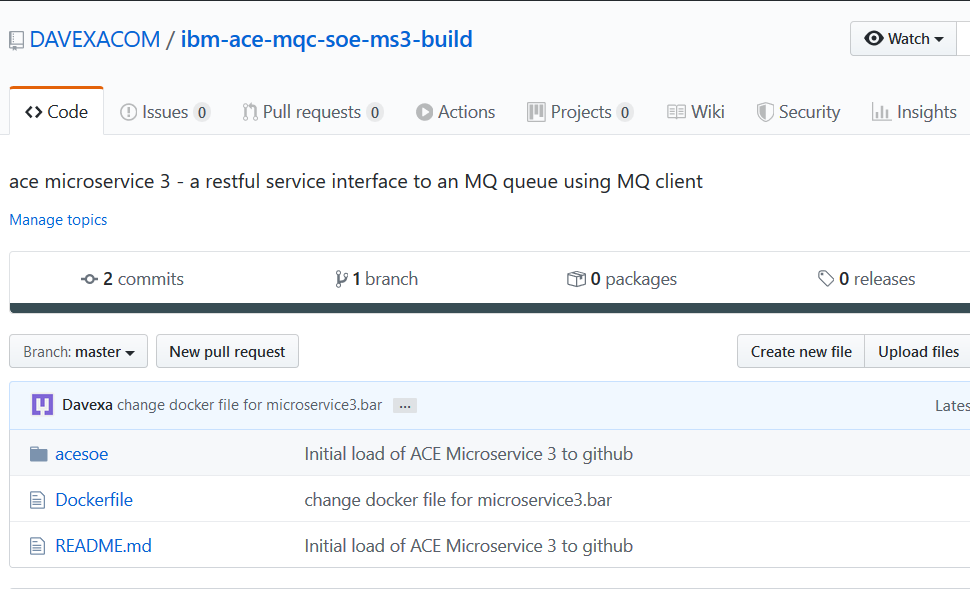 DAVEXACOM / ibm-ace-mqc-soe-ms3-build
Watch
Code Issues 0 Pull requests 0 Actions Projects 0 Wiki Security Insights
ace microservice 3 - a restful service interface to an MQ queue using MQ client
Manage topics
2 commits 1 branch 0 packages 0 releases
Branch: master New pull request Create new file Upload files
Davexa change docker file for microservice3.bar ... Lates
acesoe Initial load of ACE Microservice 3 to github
Dockerfile change docker file for microservice3.bar
README.md Initial load of ACE Microservice 3 to github